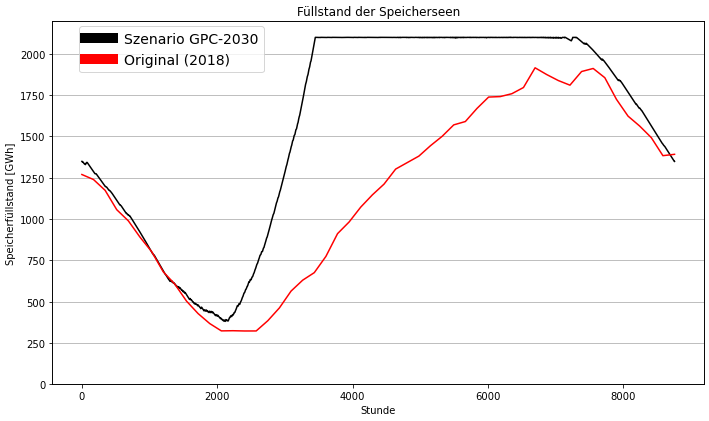 Füllstand der Speicherseen
Szenario GPC-2030
Original (2018)
Speicherfüllstand [GWh]
2000
1750
1500
1250
1000
750
500
250
0
0 2000 4000 6000 8000
Stunde